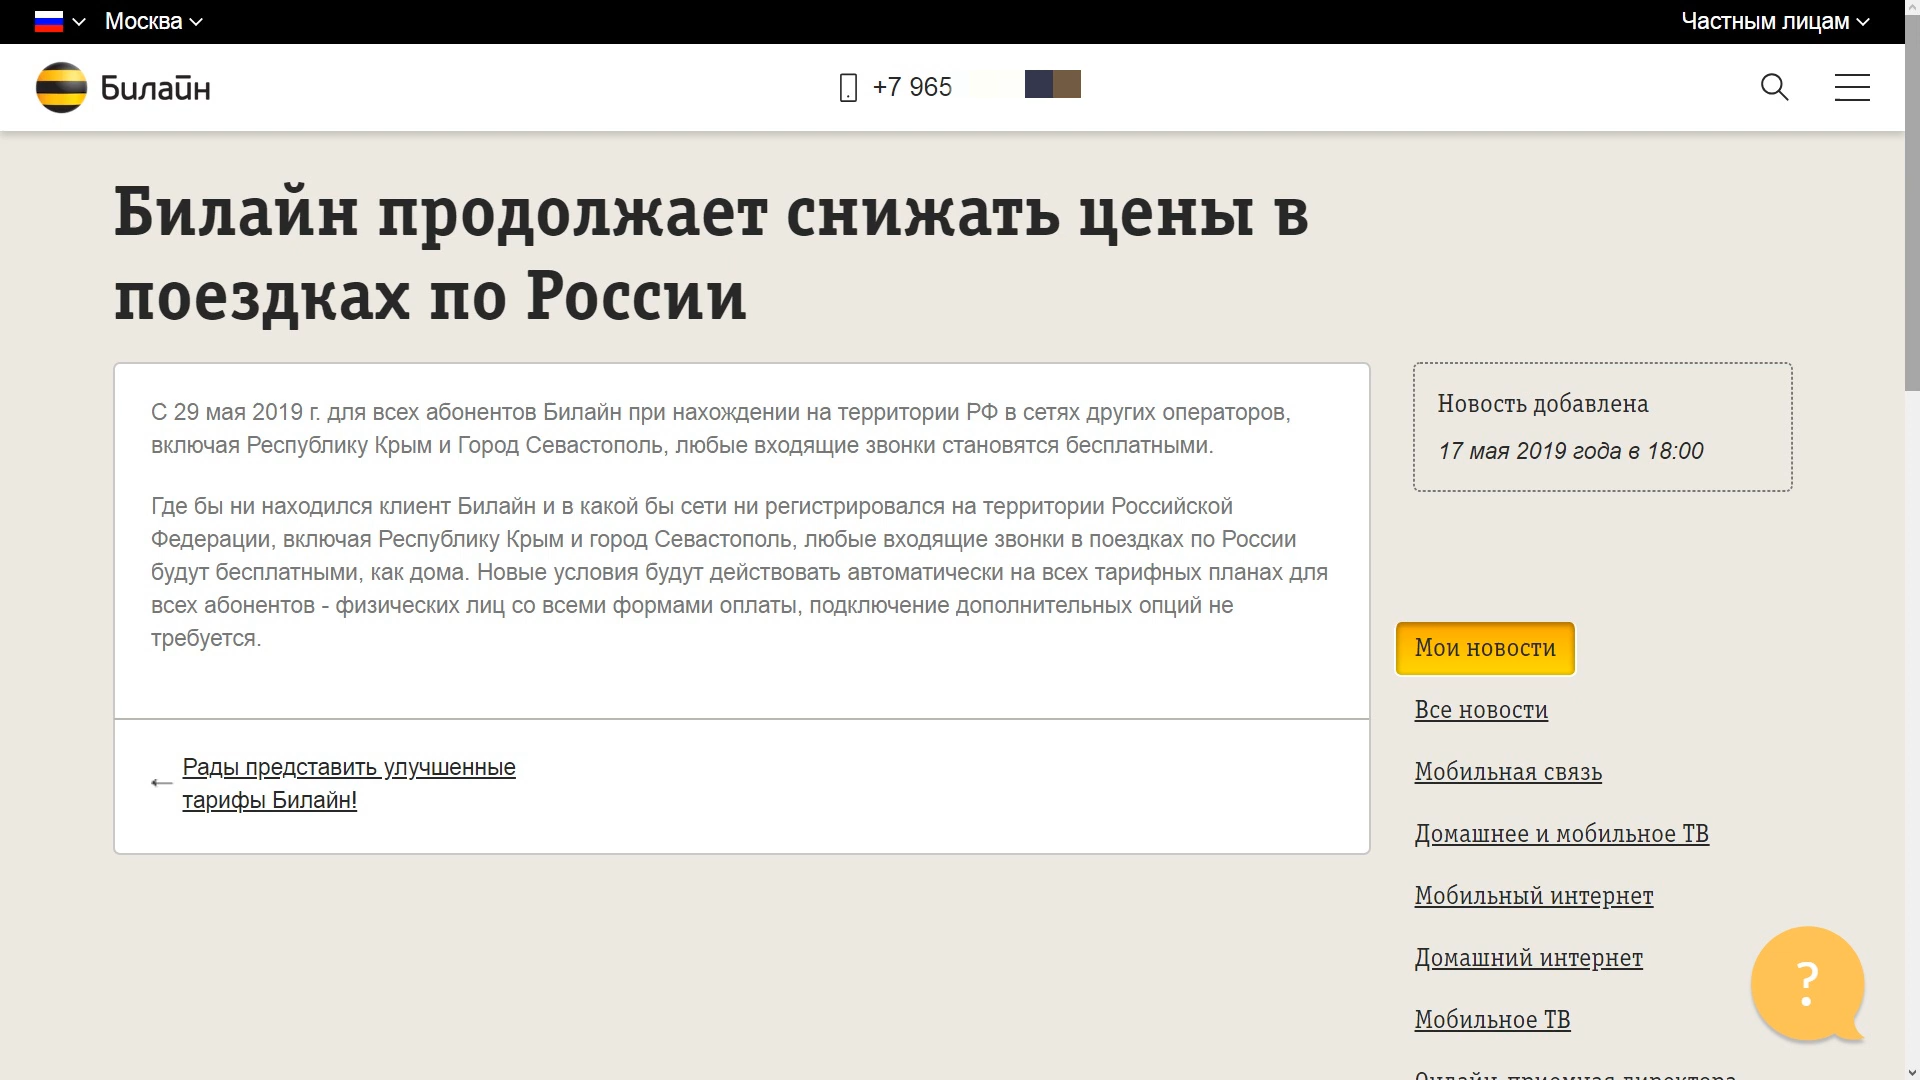 Москва
Частным лицам
Билайн
+7 965
Билайн продолжает снижать цены в
поездках по России
С 29 мая 2019 г. для всех абонентов Билайн при нахождении на территории РФ в сетях других операторов,
включая Республику Крым и Город Севастополь, любые входящие звонки становятся бесплатными.
Где бы ни находился клиент Билайн и в какой бы сети ни регистрировался на территории Российской
Федерации, включая Республику Крым и город Севастополь, любые входящие звонки в поездках по России
будут бесплатными, как дома. Новые условия будут действовать автоматически на всех тарифных планах для
всех абонентов - физических лиц со всеми формами оплаты, подключение дополнительных опций не
требуется.
← Рады представить улучшенные
тарифы Билайн!
Новость добавлена
17 мая 2019 года в 18:00
Мои новости
Все новости
Мобильная связь
Домашнее и мобильное ТВ
Мобильный интернет
Домашний интернет
Мобильное ТВ
Онлайн-приемная директора
?